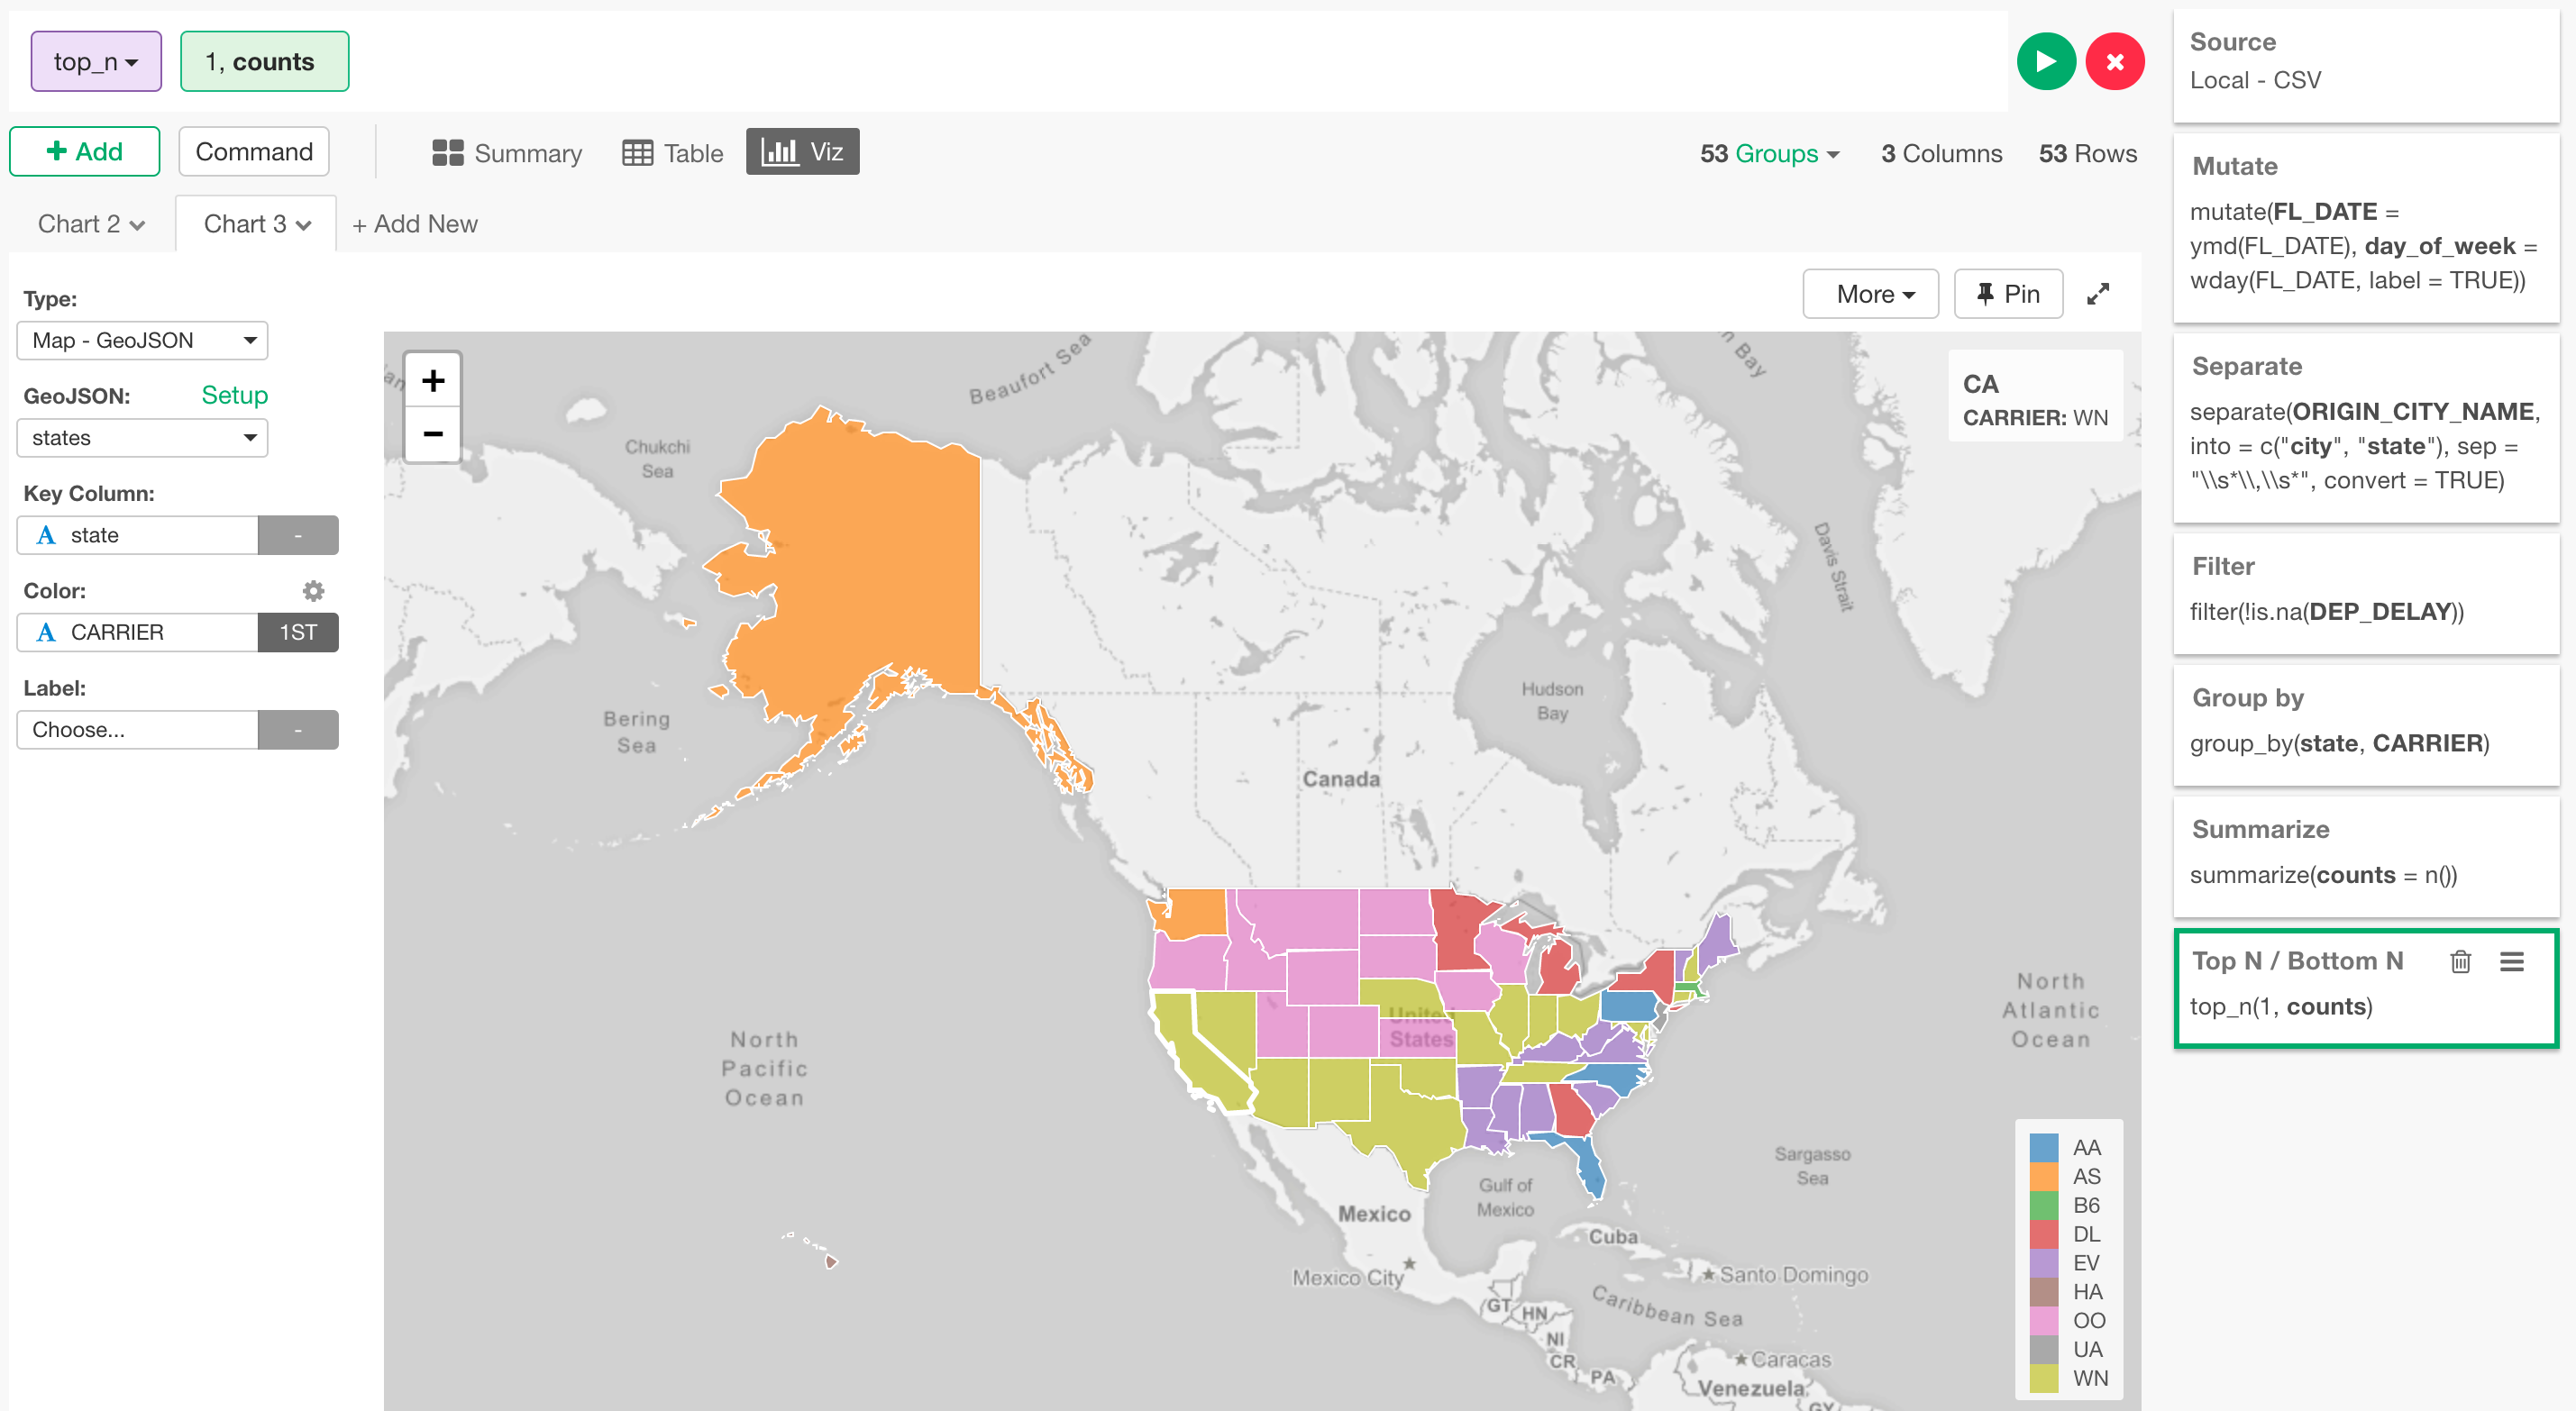 top_n
1, counts
+ Add
Command
Summary
Table
Viz
53 Groups
3 Columns
53 Rows
Chart 2
Chart 3
+ Add New
Type:
Map - GeoJSON
GeoJSON:
Setup
states
Key Column:
A state
-
Color:
A CARRIER
1ST
Label:
Choose...
-
More
Pin
+
−
CA
CARRIER: WN
Beaufort Sea
Chukchi
Sea
Bering
Sea
Davis Strait
Hudson
Bay
Canada
North
Pacific
Ocean
United
States
North
Atlantic
Ocean
Sargasso
Sea
Gulf of
Mexico
Mexico
Mexico City
Cuba
Santo Domingo
Caribbean Sea
GT
HN
NI
CR
PA
Caracas
Venezuela
GY
AA
AS
B6
DL
EV
HA
OO
UA
WN
Source
Local - CSV
Mutate
mutate(FL_DATE =
ymd(FL_DATE), day_of_week =
wday(FL_DATE, label = TRUE))
Separate
separate(ORIGIN_CITY_NAME,
into = c("city", "state"), sep =
"\\s*\\,\\s*", convert = TRUE)
Filter
filter(!is.na(DEP_DELAY))
Group by
group_by(state, CARRIER)
Summarize
summarize(counts = n())
Top N / Bottom N
top_n(1, counts)